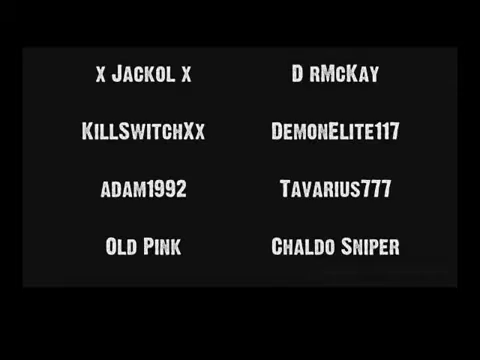 x Jackol x    D rMcKay
KillSwitchXx    DemonElite117
adam1992    Tavarius777
Old Pink    Chaldo Sniper